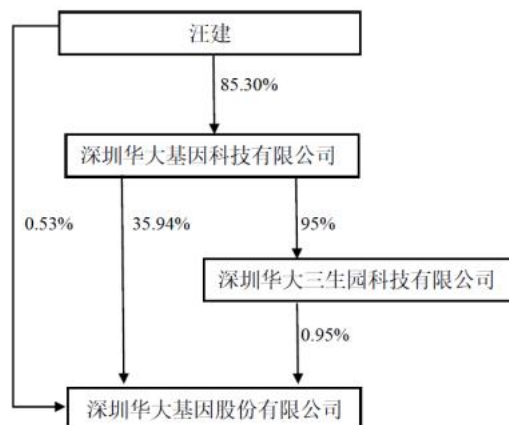 汪建
85.30%
深圳华大基因科技有限公司
0.53%
35.94%
95%
深圳华大三生园科技有限公司
0.95%
深圳华大基因股份有限公司